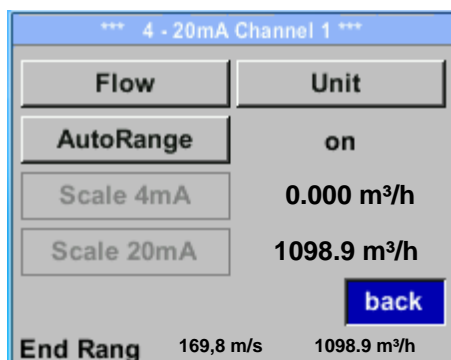 *** 4 - 20mA Channel 1 ***
Flow Unit
AutoRange on
Scale 4mA 0.000 m³/h
Scale 20mA 1098.9 m³/h
back
End Rang 169,8 m/s 1098.9 m³/h